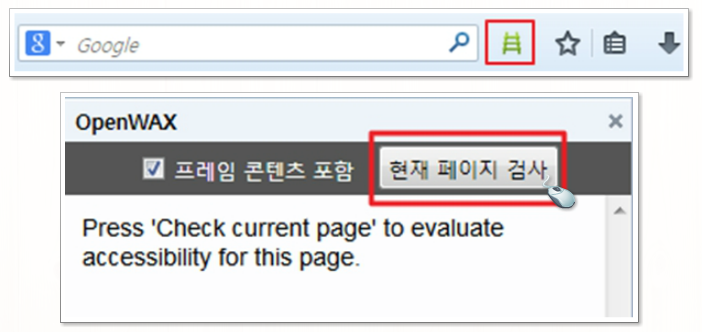 8 Google
OpenWAX
프레임 콘텐츠 포함 현재 페이지 검사
Press 'Check current page' to evaluate
accessibility for this page.